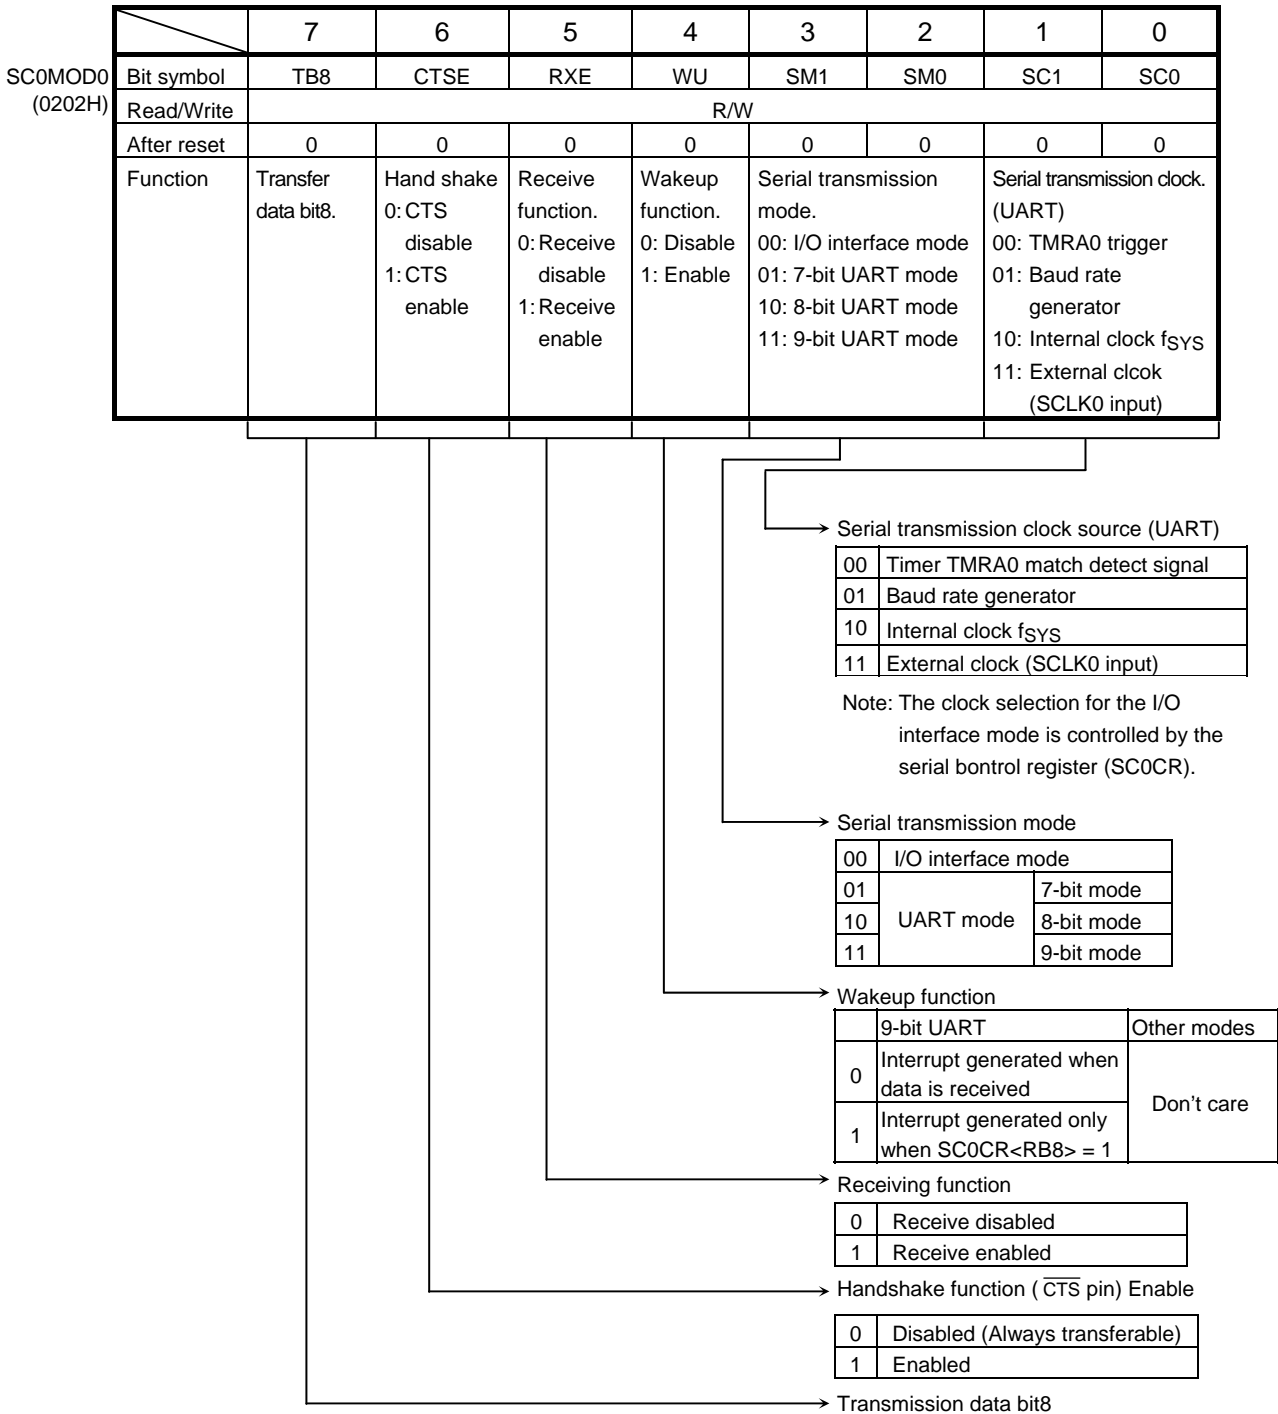 7 6 5 4 3 2 1 0
SC0MOD0 Bit symbol TB8 CTSE RXE WU SM1 SM0 SC1 SC0
(0202H) Read/Write R/W
After reset 0 0 0 0 0 0 0 0
Function Transfer Hand shake Receive Wakeup Serial transmission Serial transmission clock.
data bit8. 0: CTS function. function. mode. (UART)
disable 0: Receive 0: Disable 00: I/O interface mode 00: TMRA0 trigger
1: CTS disable 1: Enable 01: 7-bit UART mode 01: Baud rate
enable 1: Receive 10: 8-bit UART mode generator
enable 11: 9-bit UART mode 10: Internal clock fSYS
11: External clcok
(SCLK0 input)
Serial transmission clock source (UART)
00 Timer TMRA0 match detect signal
01 Baud rate generator
10 Internal clock fSYS
11 External clock (SCLK0 input)
Note: The clock selection for the I/O
interface mode is controlled by the
serial bontrol register (SC0CR).
Serial transmission mode
00 I/O interface mode
01 7-bit mode
10 UART mode 8-bit mode
11 9-bit mode
Wakeup function
9-bit UART Other modes
0 Interrupt generated when
data is received
Don't care
1 Interrupt generated only
when SC0CR<RB8> = 1
Receiving function
0 Receive disabled
1 Receive enabled
Handshake function ( CTS pin) Enable
0 Disabled (Always transferable)
1 Enabled
Transmission data bit8